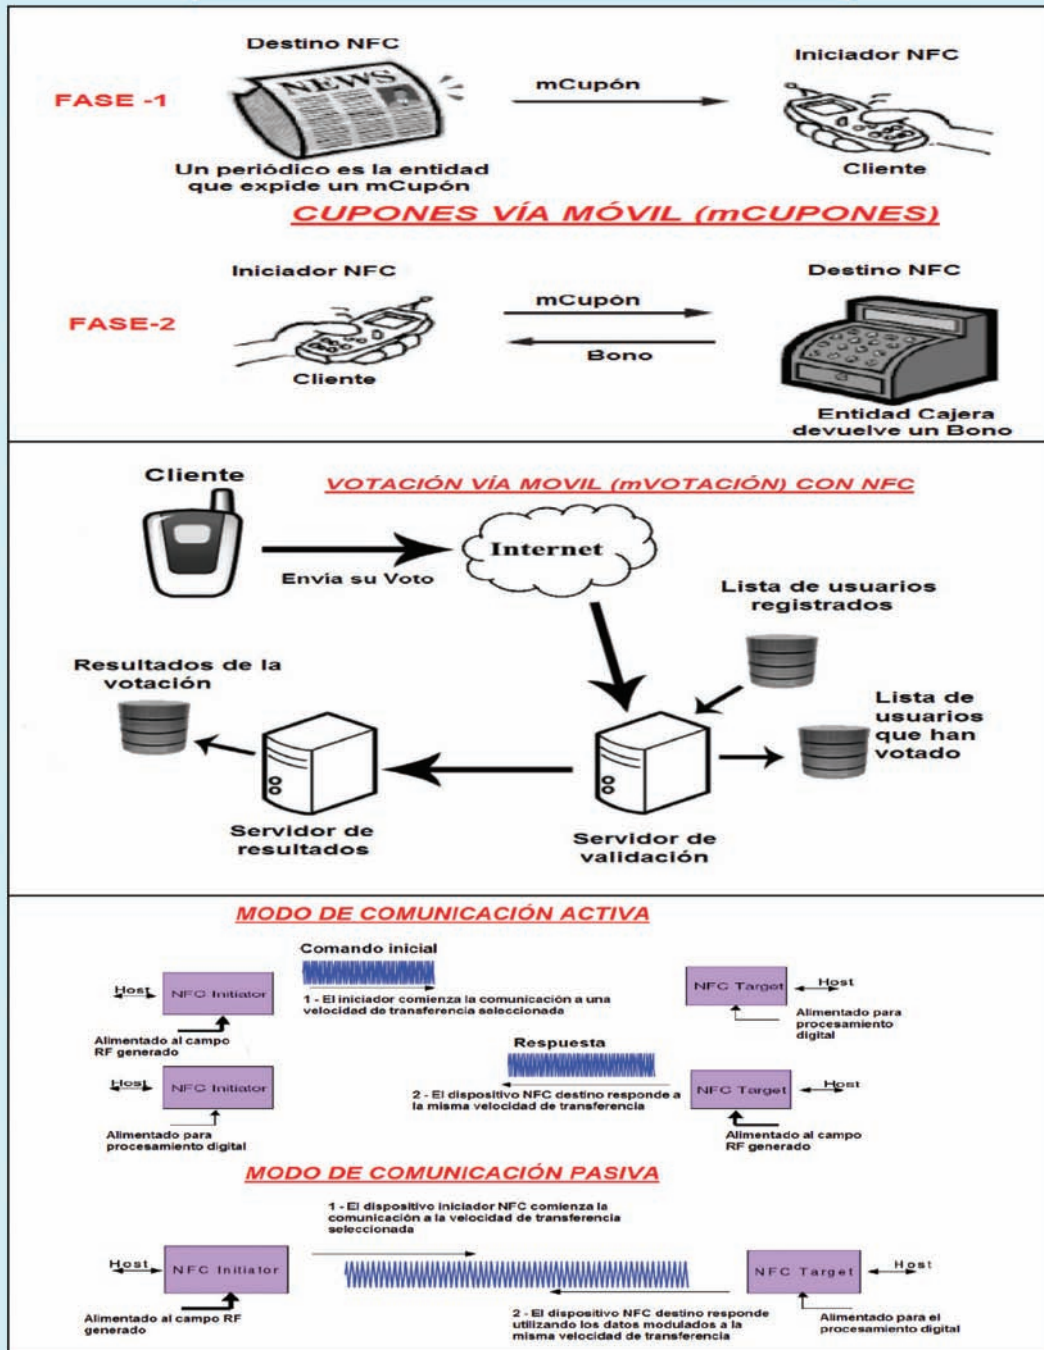 Destino NFC
NEWS
Iniciador NFC
FASE -1
mCupón
Un periódico es la entidad
que expide un mCupón
Cliente
CUPONES VÍA MÓVIL (mCUPONES)
Iniciador NFC
Destino NFC
FASE-2
mCupón
Bono
Cliente
Entidad Cajera
devuelve un Bono
Cliente
VOTACIÓN VÍA MOVIL (mVOTACIÓN) CON NFC
Internet
Envía su Voto
Lista de usuarios
registrados
Resultados de la
votación
Lista de
usuarios
que han
votado
Servidor de
resultados
Servidor de
validación
MODO DE COMUNICACIÓN ACTIVA
Comando inicial
Host
NFC Initiator
1 - El iniciador comienza la comunicación a una
velocidad de transferencia seleccionada
NFC Target
Host
Alimentado al campo
RF generado
Alimentado para
procesamiento
digital
Respuesta
Host
NFC Initiator
2 - El dispositivo NFC destino responde a
la misma velocidad de transferencia
NFC Target
Host
Alimentado para
procesamiento digital
Alimentado al campo
RF generado
MODO DE COMUNICACIÓN PASIVA
1 - El dispositivo iniciador NFC comienza la
comunicación a la velocidad de transferencia
seleccionada
Host
NFC Initiator
NFC Target
Host
Alimentado al campo RF
generado
2 - El dispositivo NFC destino responde
utilizando los datos modulados a la
misma velocidad de transferencia
Alimentado para el
procesamiento digital